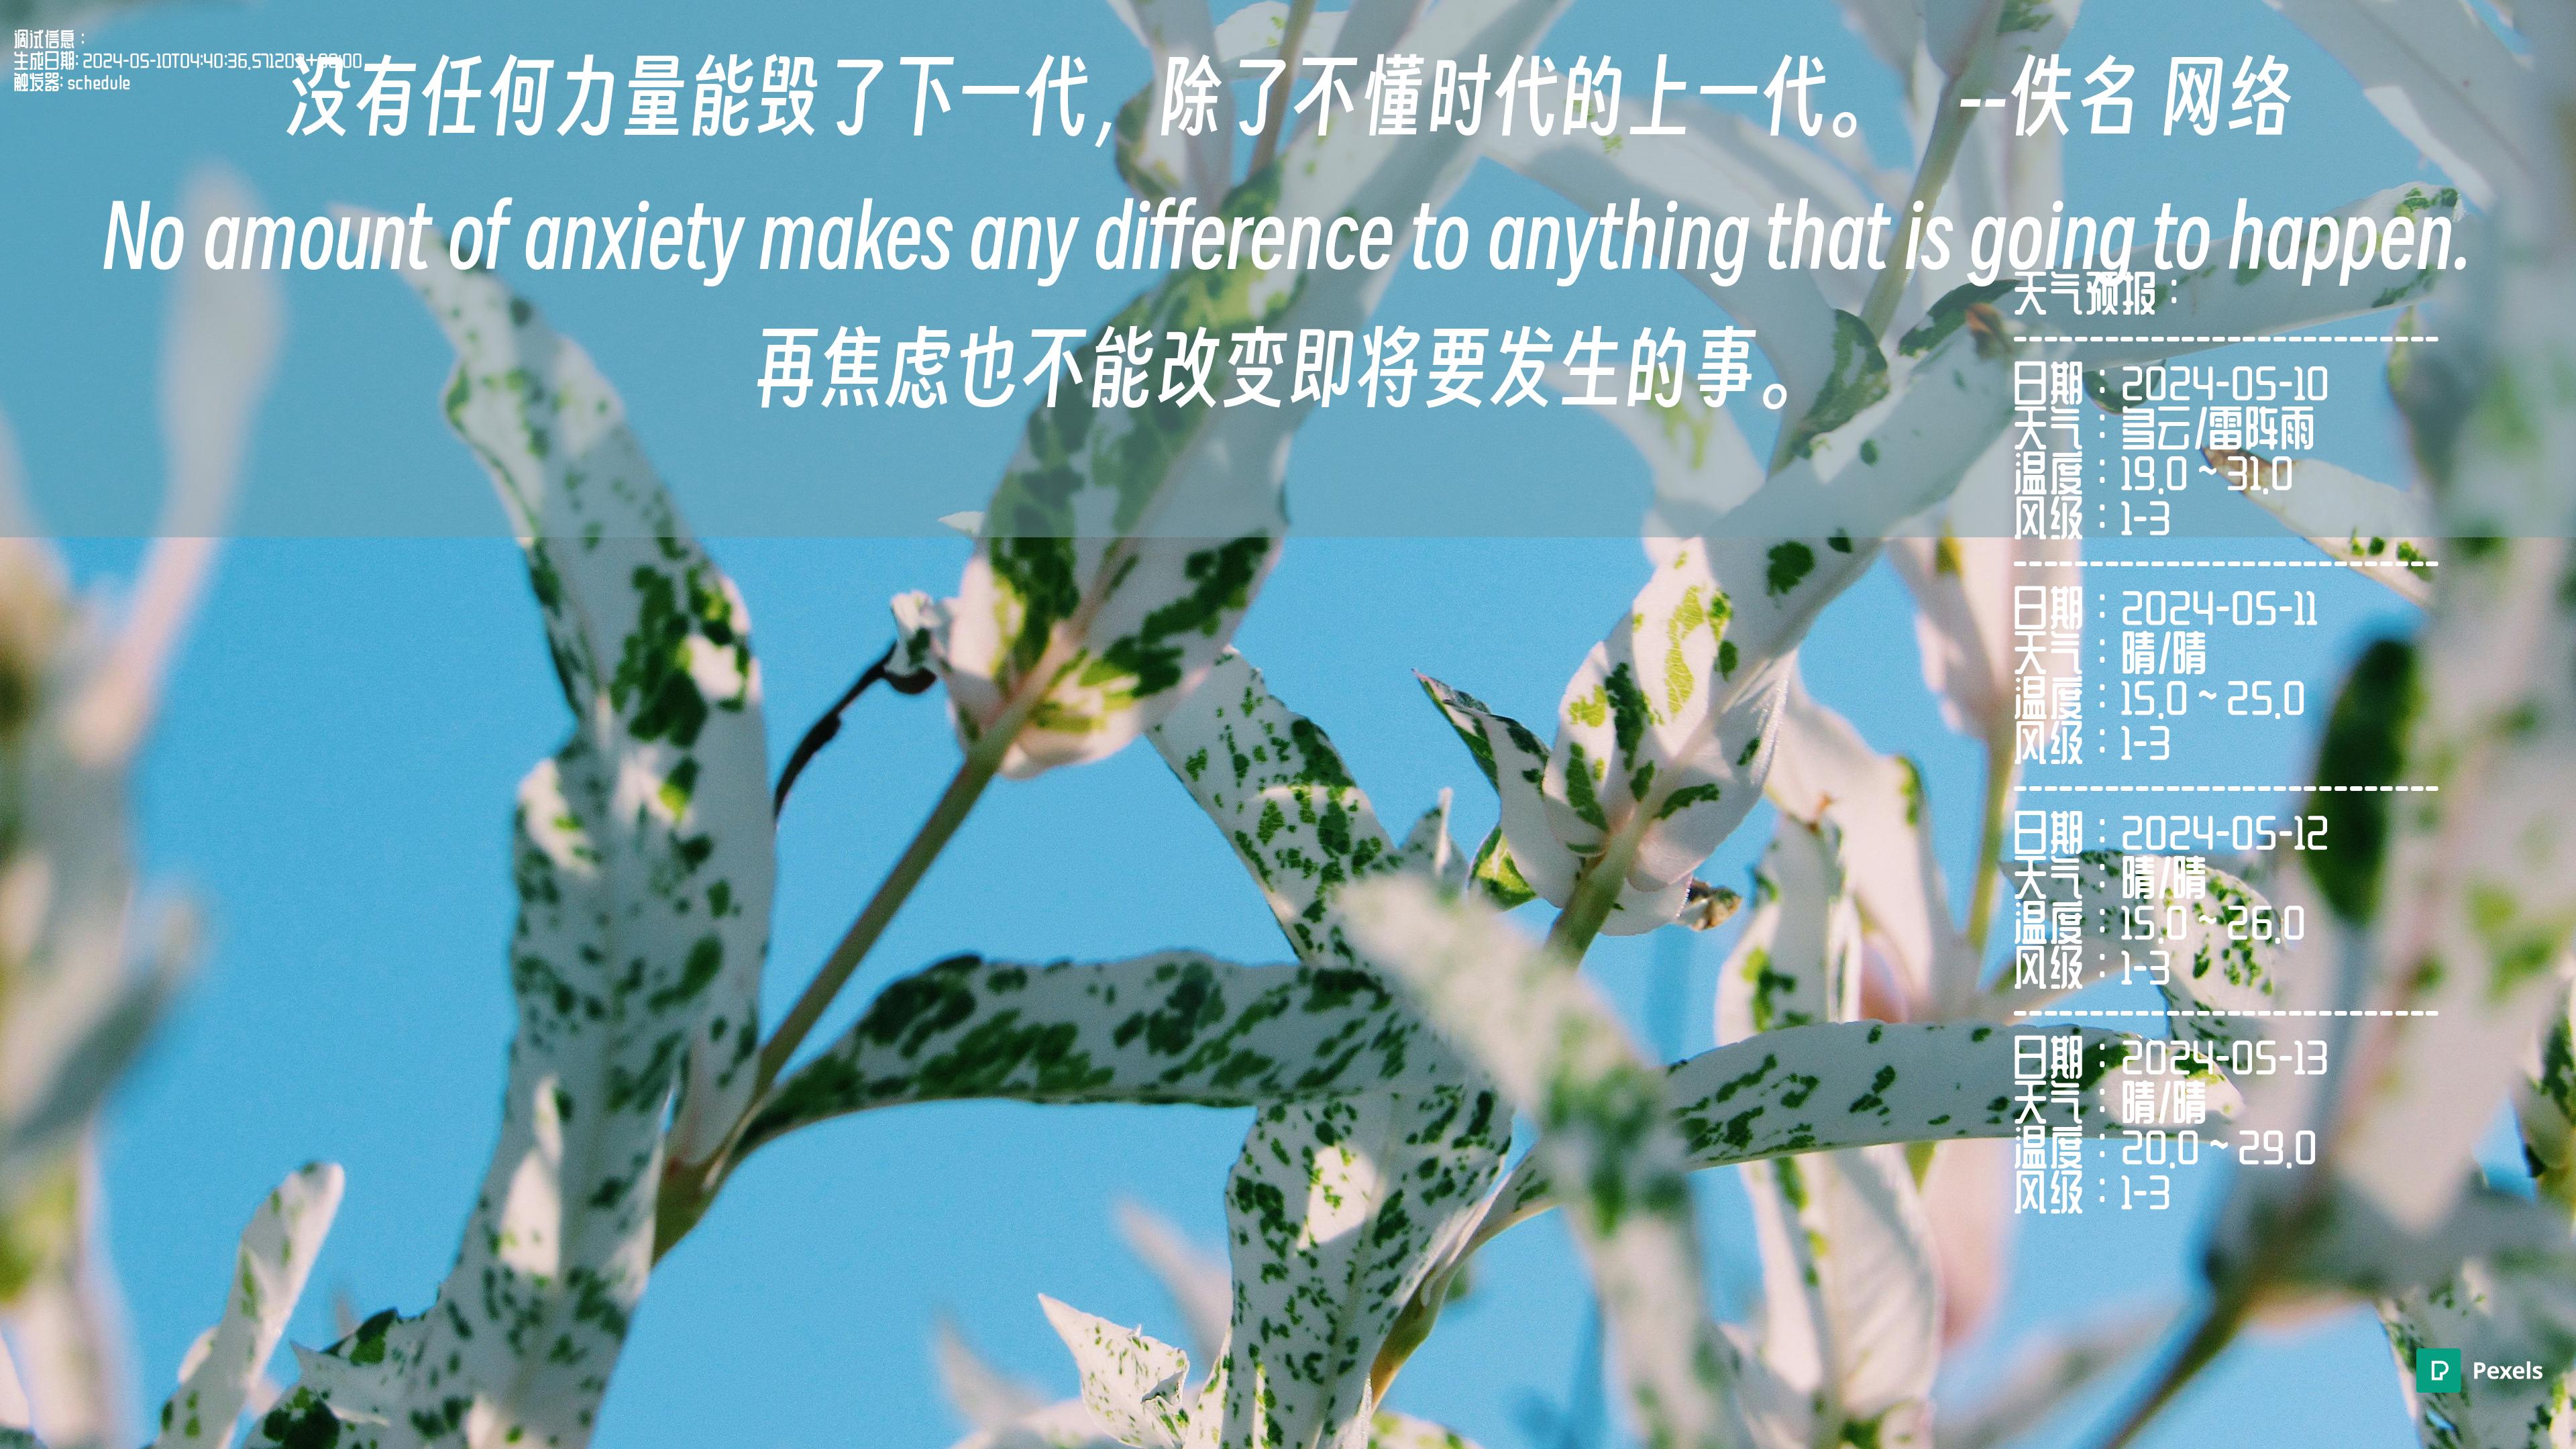 调试信息：
生成日期: 2024-05-10T04:40:36.571203+00:00
触发器: schedule
没有任何力量能毁了下一代，除了不懂时代的上一代。 --佚名 网络
No amount of anxiety makes any difference to anything that is going to happen.
再焦虑也不能改变即将要发生的事。
天气预报：
------------------------------
日期：2024-05-10
天气：多云/雷阵雨
温度：19.0 ~ 31.0
风级：1-3
------------------------------
日期：2024-05-11
天气：晴/晴
温度：15.0 ~ 25.0
风级：1-3
------------------------------
日期：2024-05-12
天气：晴/晴
温度：15.0 ~ 26.0
风级：1-3
------------------------------
日期：2024-05-13
天气：晴/晴
温度：20.0 ~ 29.0
风级：1-3
Pexels